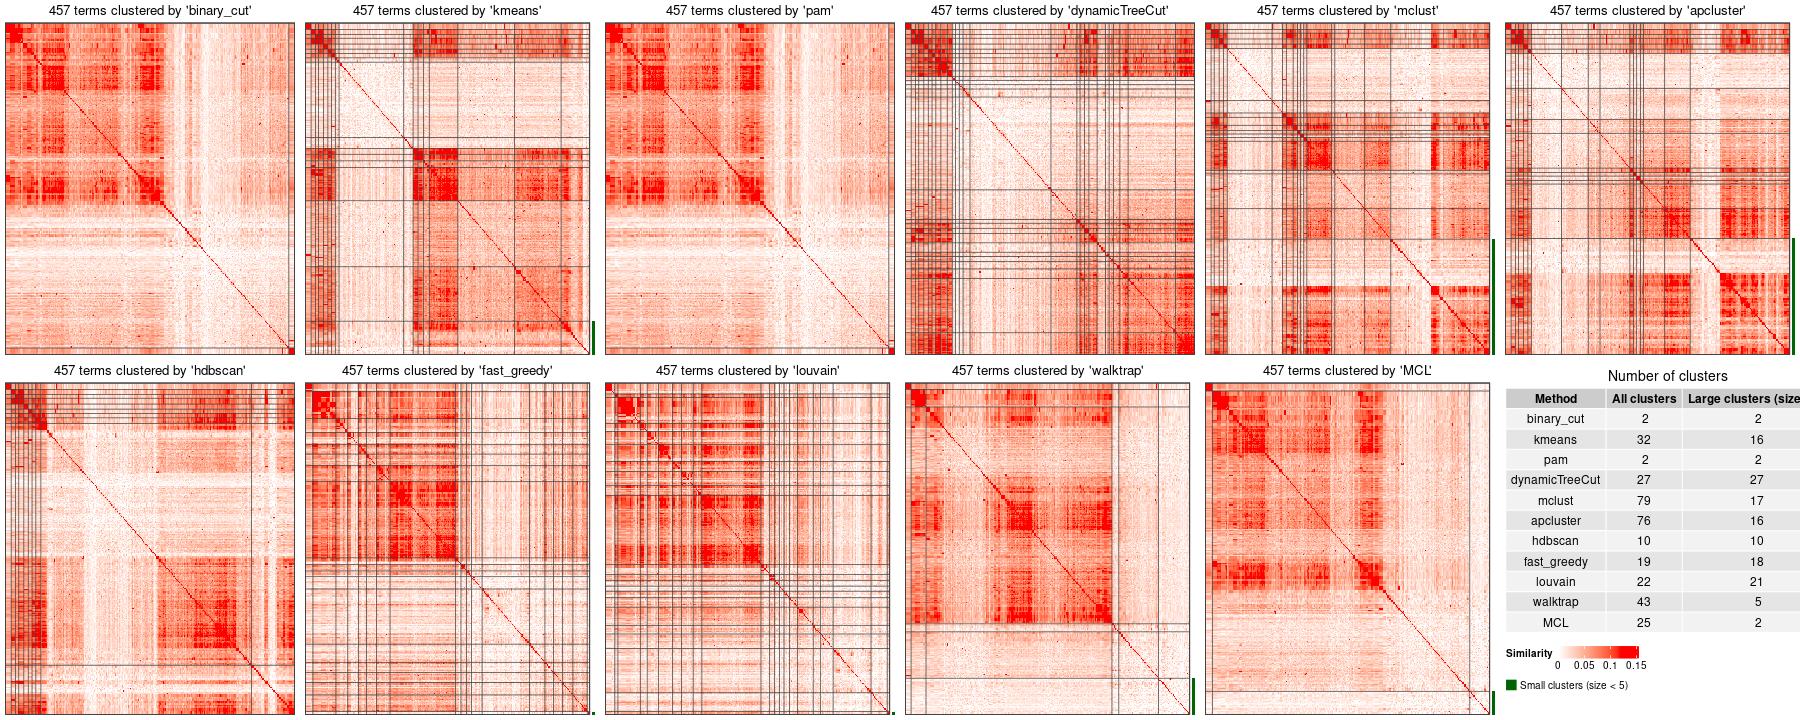 457 terms clustered by 'binary_cut'
457 terms clustered by 'kmeans'
457 terms clustered by 'pam'
457 terms clustered by 'dynamicTreeCut'
457 terms clustered by 'mclust'
457 terms clustered by 'apcluster'
457 terms clustered by 'hdbscan'
457 terms clustered by 'fast_greedy'
457 terms clustered by 'louvain'
457 terms clustered by 'walktrap'
457 terms clustered by 'MCL'
Number of clusters
Method All clusters Large clusters (size
binary_cut 2 2
kmeans 32 16
pam 2 2
dynamicTreeCut 27 27
mclust 79 17
apcluster 76 16
hdbscan 10 10
fast_greedy 19 18
louvain 22 21
walktrap 43 5
MCL 25 2
Similarity
0 0.05 0.1 0.15
Small clusters (size < 5)